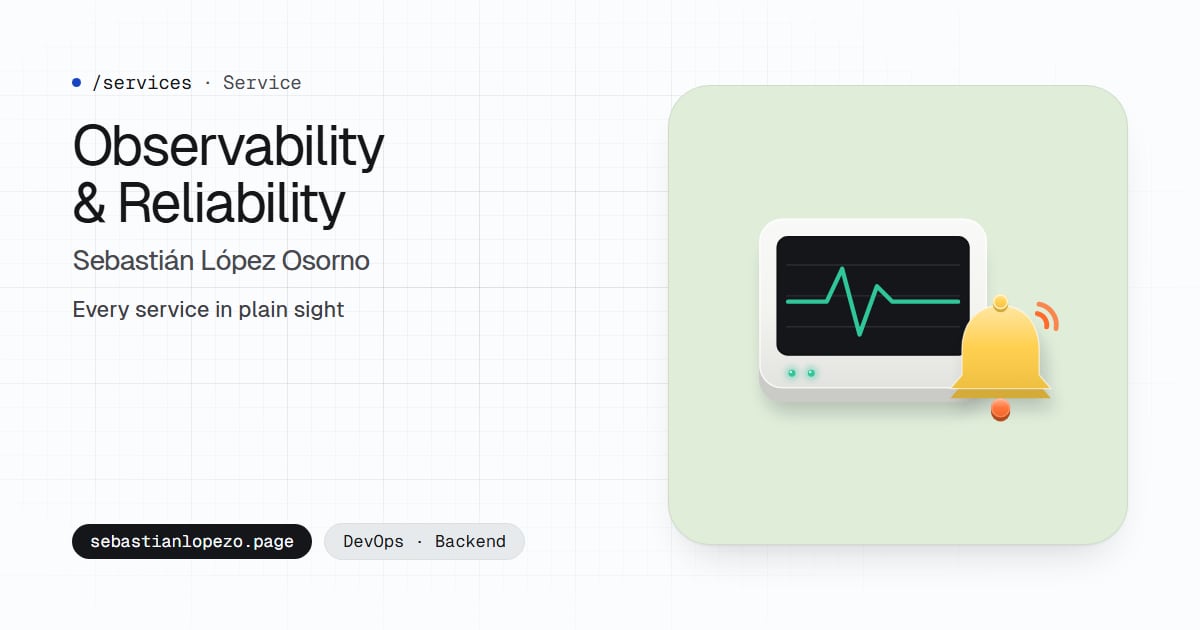 /services · Service
Observability
& Reliability
Sebastián López Osorno
Every service in plain sight
sebastianlopezo.page
DevOps · Backend